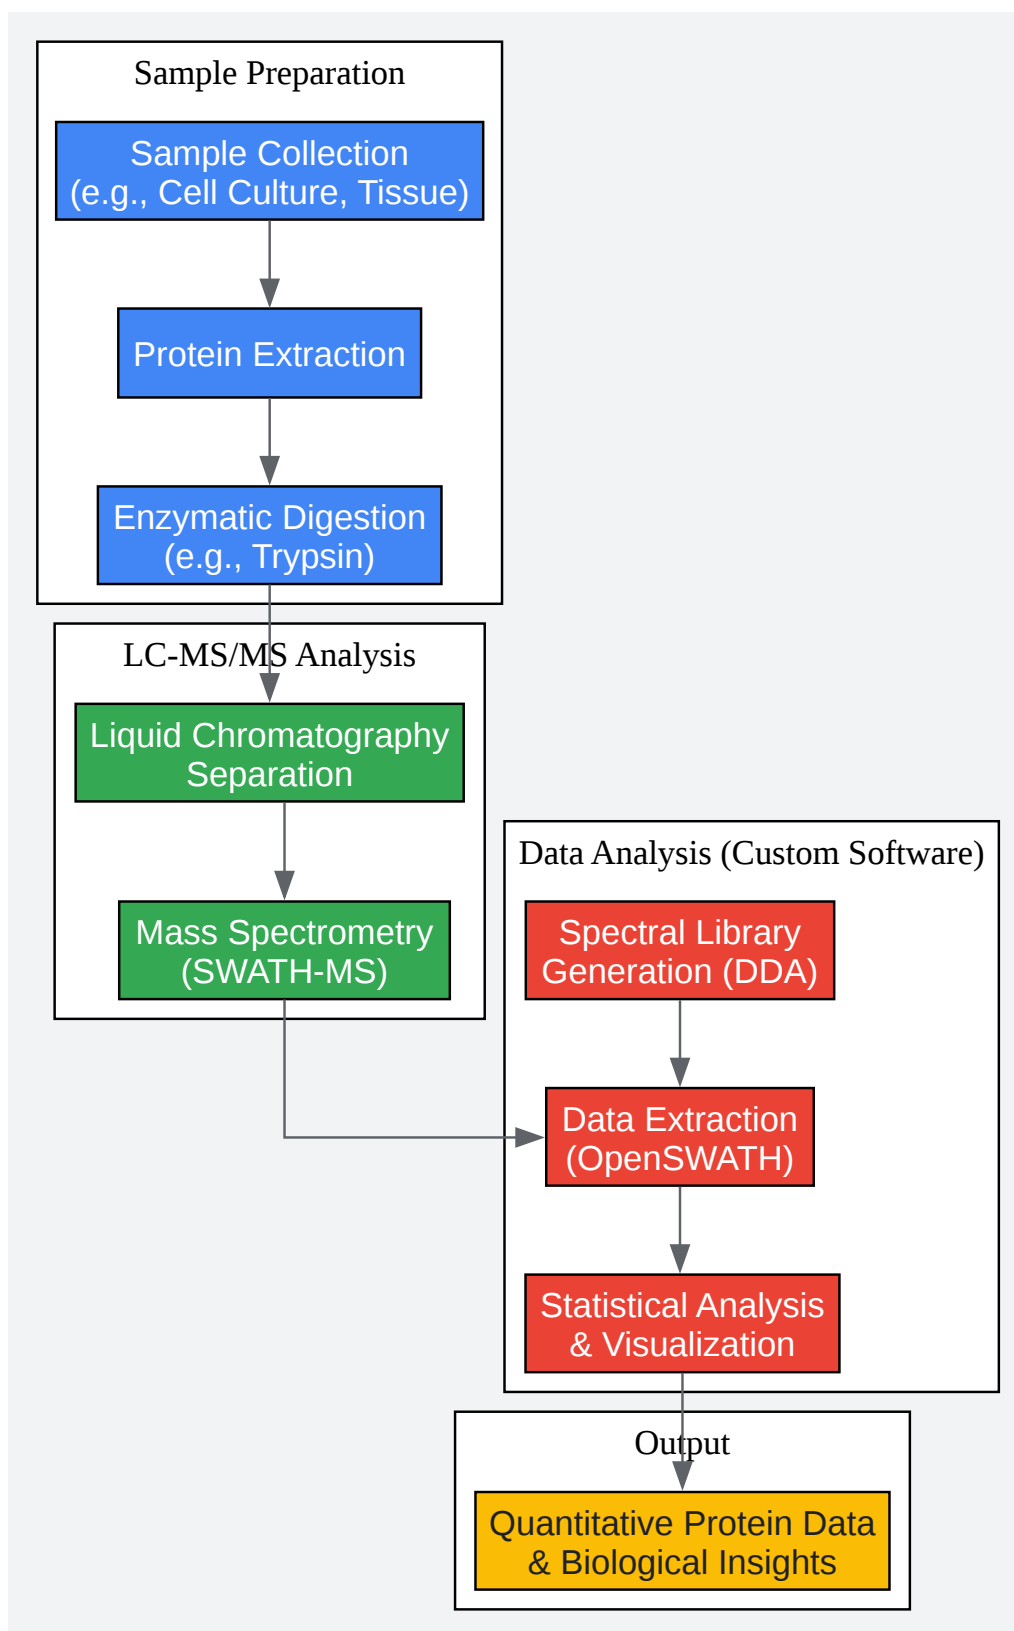 Sample Preparation
Sample Collection
(e.g., Cell Culture, Tissue)
Protein Extraction
Enzymatic Digestion
(e.g., Trypsin)
LC-MS/MS Analysis
Liquid Chromatography
Separation
Mass Spectrometry
(SWATH-MS)
Data Analysis (Custom Software)
Spectral Library
Generation (DDA)
Data Extraction
(OpenSWATH)
Statistical Analysis
& Visualization
Output
Quantitative Protein Data
& Biological Insights